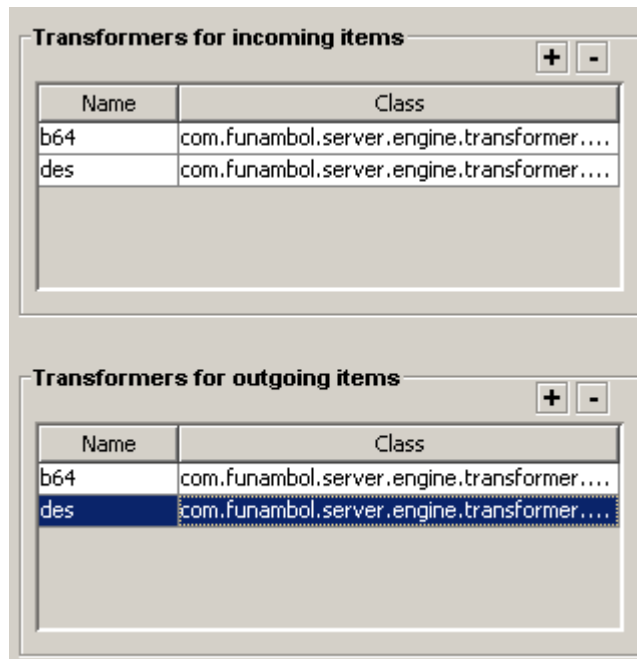 Transformers for incoming items
+ -
Name Class
b64 com.funambol.server.engine.transformer....
des com.funambol.server.engine.transformer....
Transformers for outgoing items
+ -
Name Class
b64 com.funambol.server.engine.transformer....
des com.funambol.server.engine.transformer....